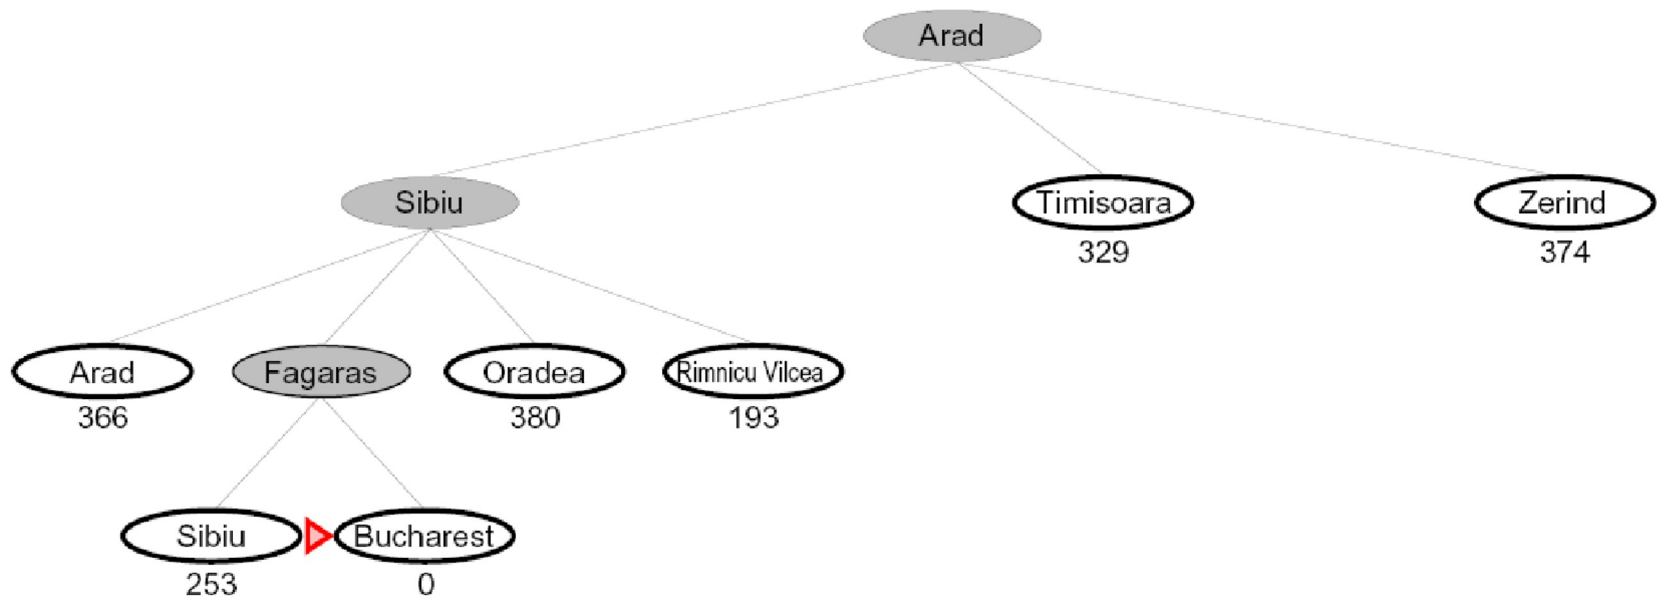 Arad
Sibiu
Timisoara
Zerind
329
374
Arad
Fagaras
Oradea
Rimnicu Vilcea
366
380
193
Sibiu
Bucharest
253
0